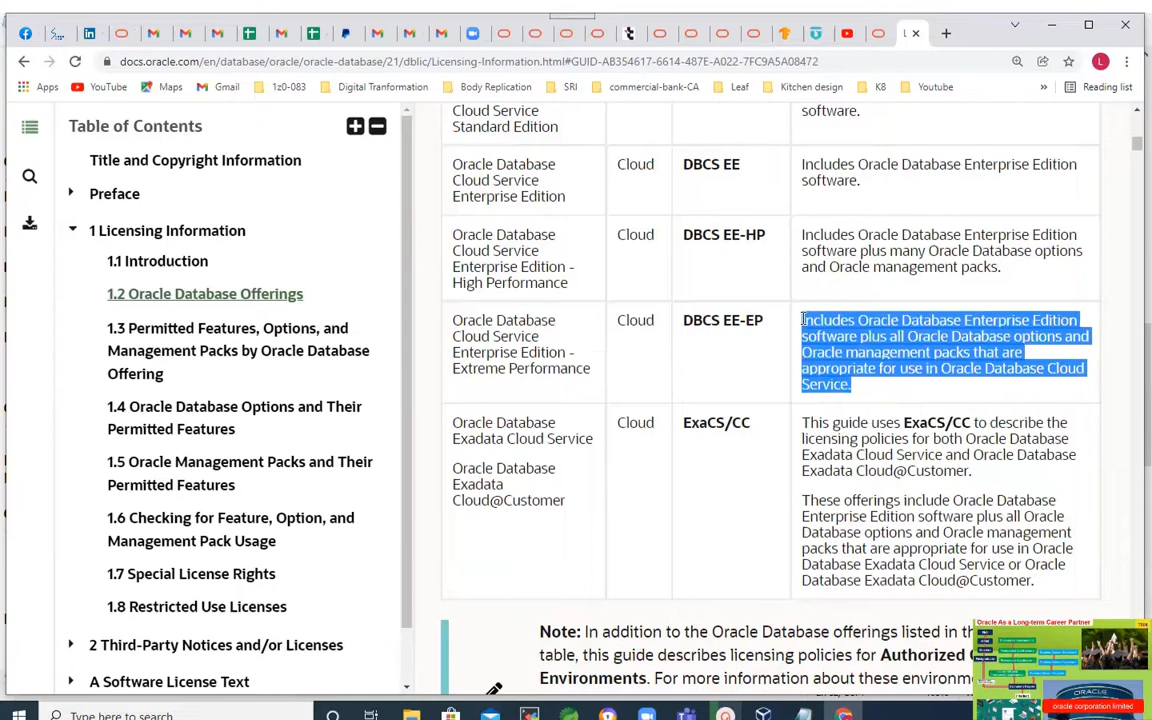 docs.oracle.com/en/database/oracle/oracle-database/21/dblic/Licensing-Information.html#GUID-AB354617-6614-487E-A022-7FC9A5A08472
Apps
YouTube
Maps
Gmail
1z0-083
Digital Tranformation
Body Replication
SRI
commercial-bank-CA
Leaf
Kitchen design
K8
Youtube
»
Reading list
Table of Contents
Title and Copyright Information
Preface
1 Licensing Information
1.1 Introduction
1.2 Oracle Database Offerings
1.3 Permitted Features, Options, and
Management Packs by Oracle Database
Offering
1.4 Oracle Database Options and Their
Permitted Features
1.5 Oracle Management Packs and Their
Permitted Features
1.6 Checking for Feature, Option, and
Management Pack Usage
1.7 Special License Rights
1.8 Restricted Use Licenses
2 Third-Party Notices and/or Licenses
A Software License Text
Cloud Service
Standard Edition
software.
Oracle Database
Cloud Service
Enterprise Edition
Cloud
DBCS EE
Includes Oracle Database Enterprise Edition
software.
Oracle Database
Cloud Service
Enterprise Edition -
High Performance
Cloud
DBCS EE-HP
Includes Oracle Database Enterprise Edition
software plus many Oracle Database options
and Oracle management packs.
Oracle Database
Cloud Service
Enterprise Edition -
Extreme Performance
Cloud
DBCS EE-EP
Includes Oracle Database Enterprise Edition
software plus all Oracle Database options and
Oracle management packs that are
appropriate for use in Oracle Database Cloud
Service.
Oracle Database
Exadata Cloud Service
Oracle Database
Exadata
Cloud@Customer
Cloud
ExaCS/CC
This guide uses ExaCS/CC to describe the
licensing policies for both Oracle Database
Exadata Cloud Service and Oracle Database
Exadata Cloud@Customer.
These offerings include Oracle Database
Enterprise Edition software plus all Oracle
Database options and Oracle management
packs that are appropriate for use in Oracle
Database Exadata Cloud Service or Oracle
Database Exadata Cloud@Customer.
Note: In addition to the Oracle Database offerings listed in th
table, this guide describes licensing policies for Authorized C
Environments. For more information about these environm
Oracle As a Long-term Career Partner
ORACLE
oracle corporation limited
Type here to search